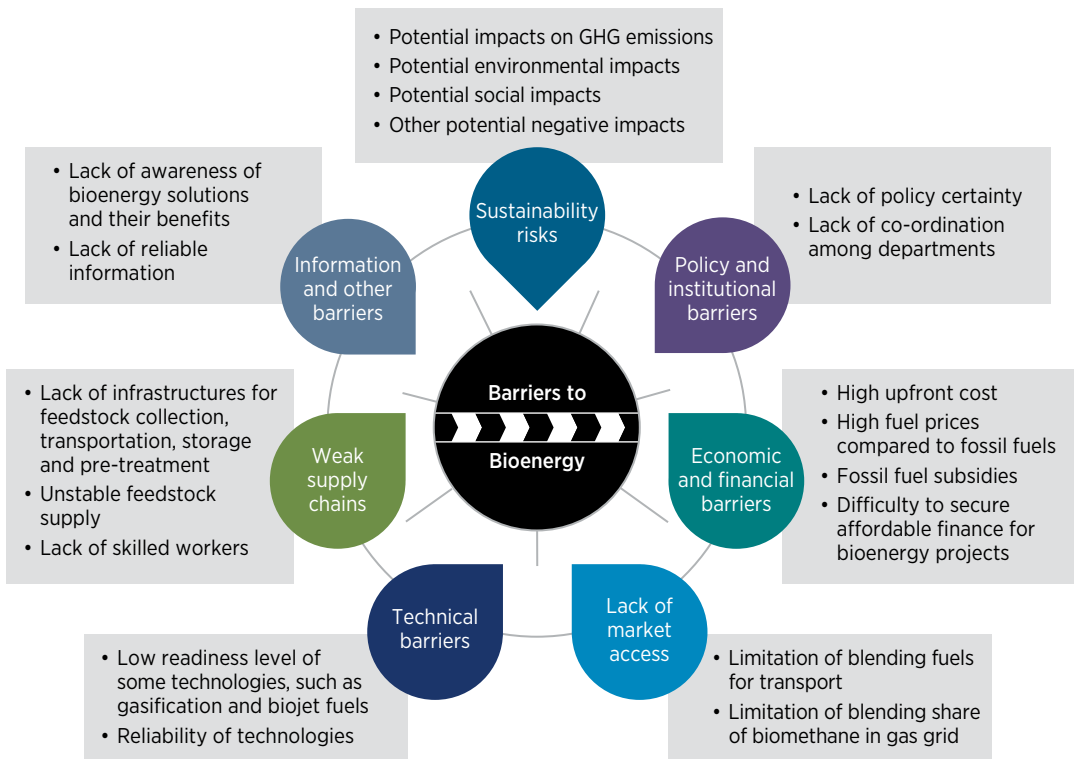 • Potential impacts on GHG emissions
• Potential environmental impacts
• Potential social impacts
• Other potential negative impacts
Sustainability
risks
• Lack of policy certainty
• Lack of co-ordination
among departments
Policy and
institutional
barriers
• High upfront cost
• High fuel prices
compared to fossil fuels
• Fossil fuel subsidies
• Difficulty to secure
affordable finance for
bioenergy projects
Economic
and financial
barriers
• Limitation of blending fuels
for transport
• Limitation of blending share
of biomethane in gas grid
Lack of
market
access
• Low readiness level of
some technologies, such as
gasification and biojet fuels
• Reliability of technologies
Technical
barriers
• Lack of infrastructures for
feedstock collection,
transportation, storage
and pre-treatment
• Unstable feedstock
supply
• Lack of skilled workers
Weak
supply
chains
• Lack of awareness of
bioenergy solutions
and their benefits
• Lack of reliable
information
Information
and other
barriers
Barriers to
Bioenergy